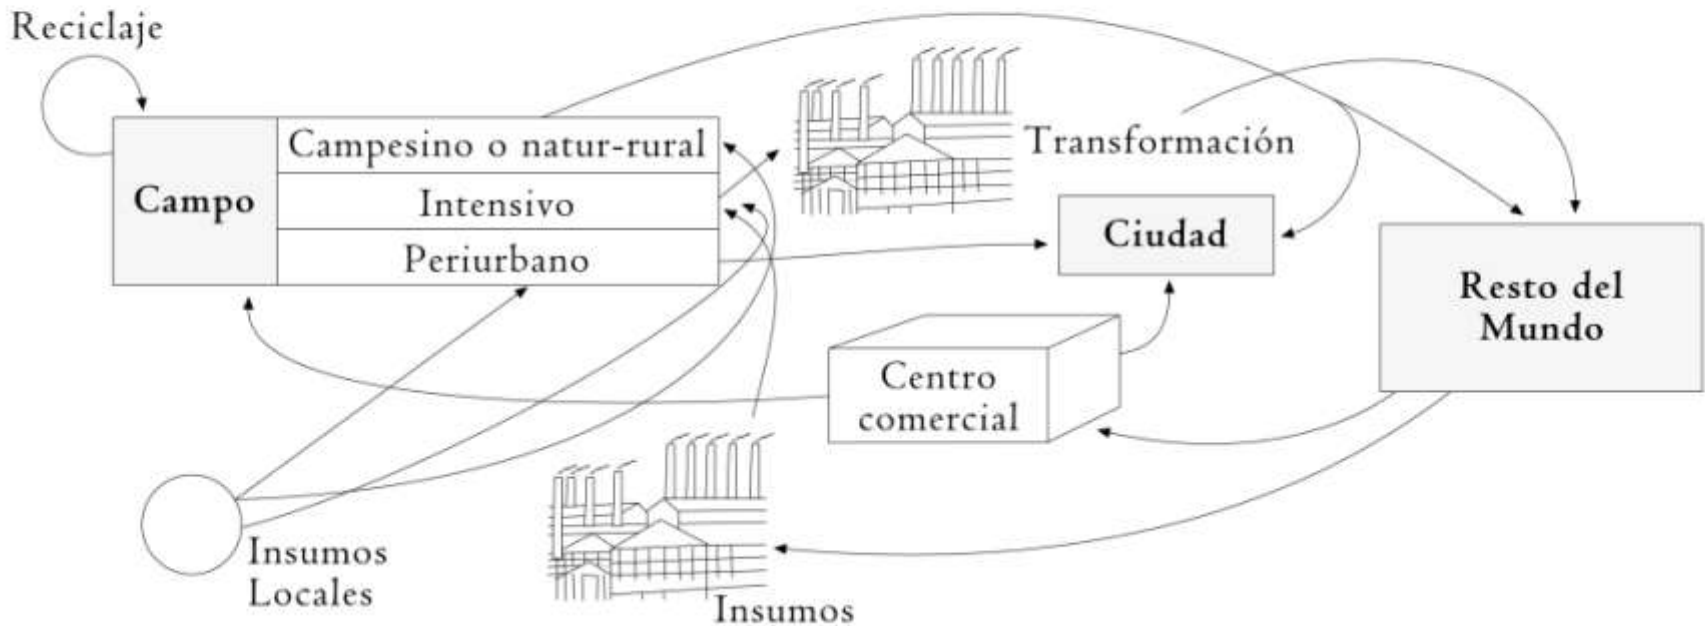 Reciclaje
Campesino o natur-rural
Campo
Intensivo
Periurbano
Transformación
Ciudad
Resto del
Mundo
Centro
comercial
Insumos
Locales
Insumos